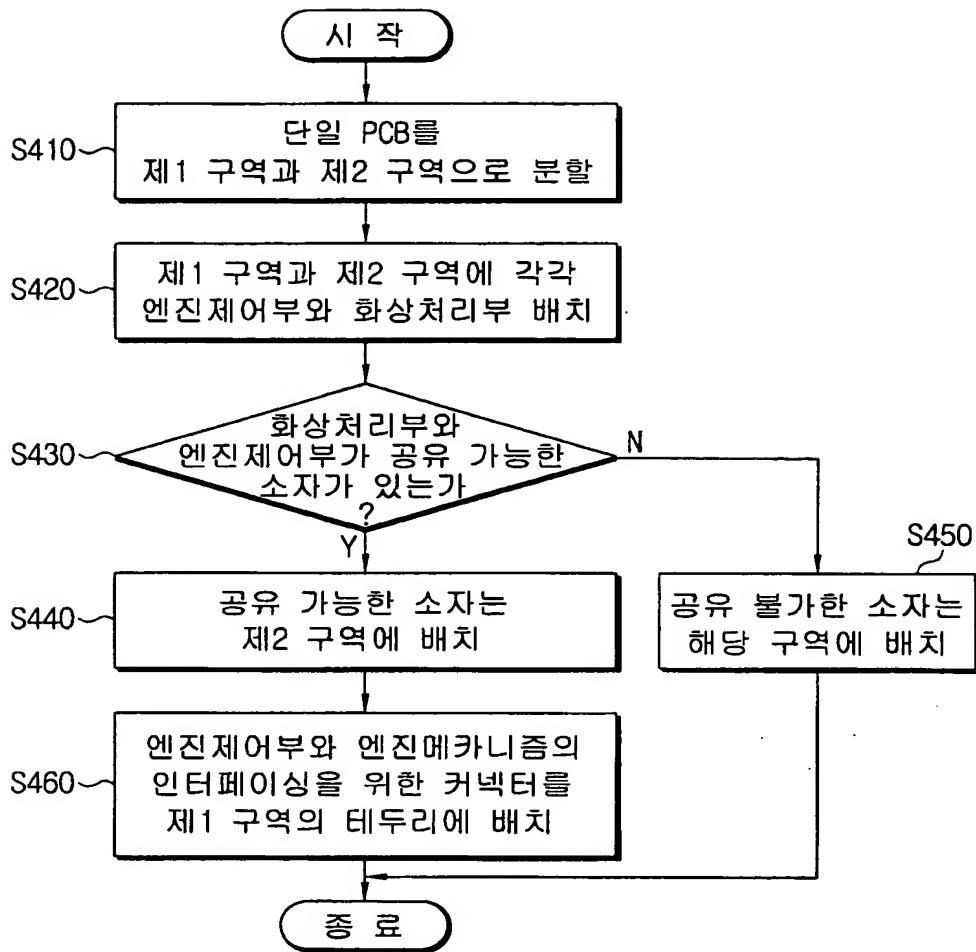 시 작
S410
단일 PCB를
제1 구역과 제2 구역으로 분할
S420
제1 구역과 제2 구역에 각각
엔진제어부와 화상처리부 배치
S430
화상처리부와
엔진제어부가 공유 가능한
소자가 있는가
?
N
Y
S440
공유 가능한 소자는
제2 구역에 배치
S450
공유 불가한 소자는
해당 구역에 배치
S460
엔진제어부와 엔진메카니즘의
인터페이싱을 위한 커넥터를
제1 구역의 테두리에 배치
종 료